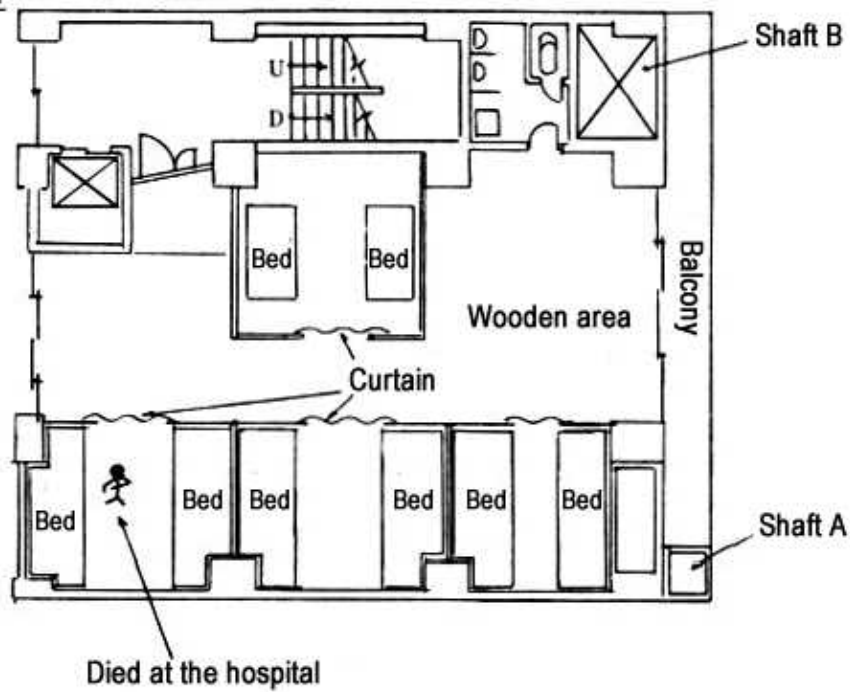 Shaft B
U
D
Bed
Bed
Balcony
Wooden area
Curtain
Bed
Bed
Bed
Bed
Bed
Bed
Shaft A
Died at the hospital